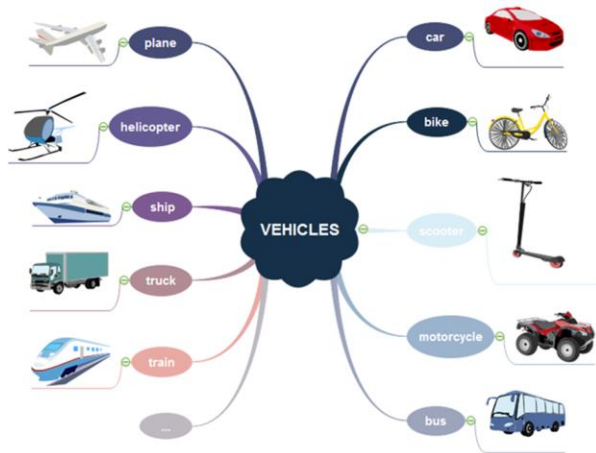 plane
helicopter
ship
truck
train
...
VEHICLES
car
bike
scooter
motorcycle
bus